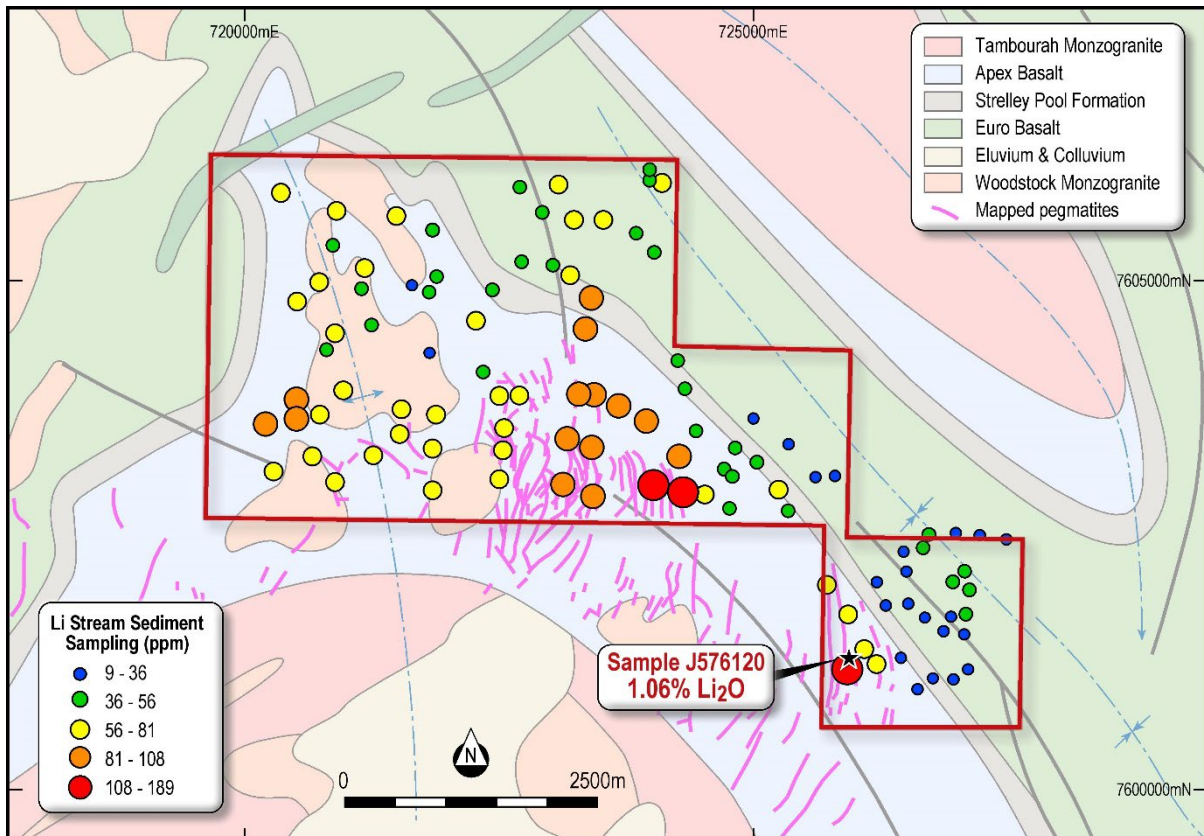 720000mE
725000mE
Tambourah Monzogranite
Apex Basalt
Strelley Pool Formation
Euro Basalt
Eluvium & Colluvium
Woodstock Monzogranite
Mapped pegmatites
7605000mN
Li Stream Sediment
Sampling (ppm)
9 - 36
36 - 56
56 - 81
81 - 108
108 - 189
Sample J576120
1.06% Li₂O
N
0
2500m
7600000mN